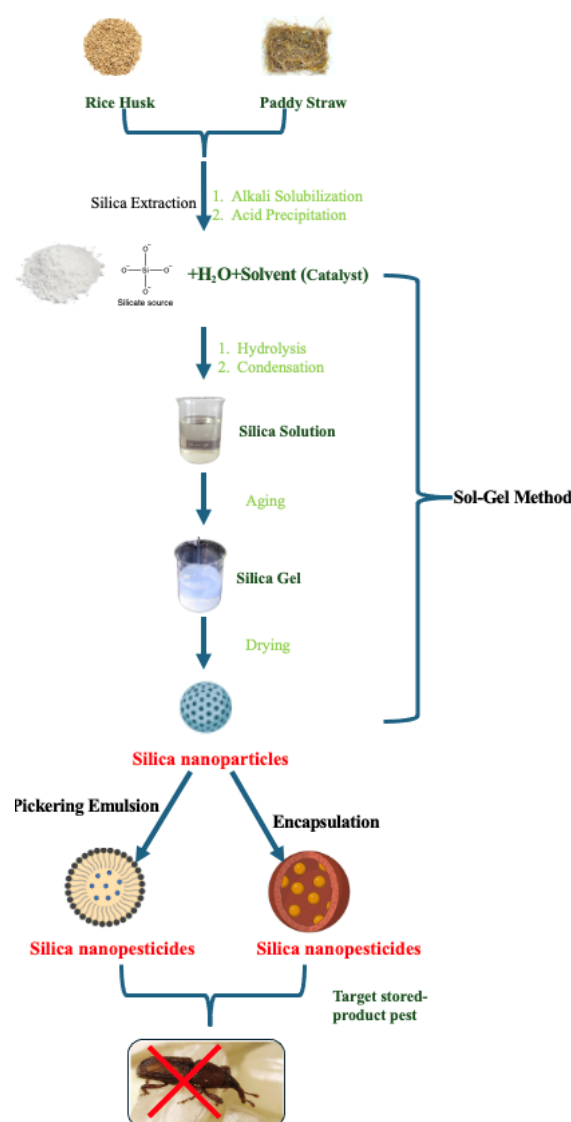 Rice Husk
Paddy Straw
Silica Extraction
1. Alkali Solubilization
2. Acid Precipitation
O⁻
O⁻—Si—O⁻
O⁻
Silicate source
+H₂O+Solvent (Catalyst)
1. Hydrolysis
2. Condensation
Silica Solution
Sol-Gel Method
Aging
Silica Gel
Drying
Silica nanoparticles
Pickering Emulsion
Encapsulation
Silica nanopesticides
Silica nanopesticides
Target stored-
product pest